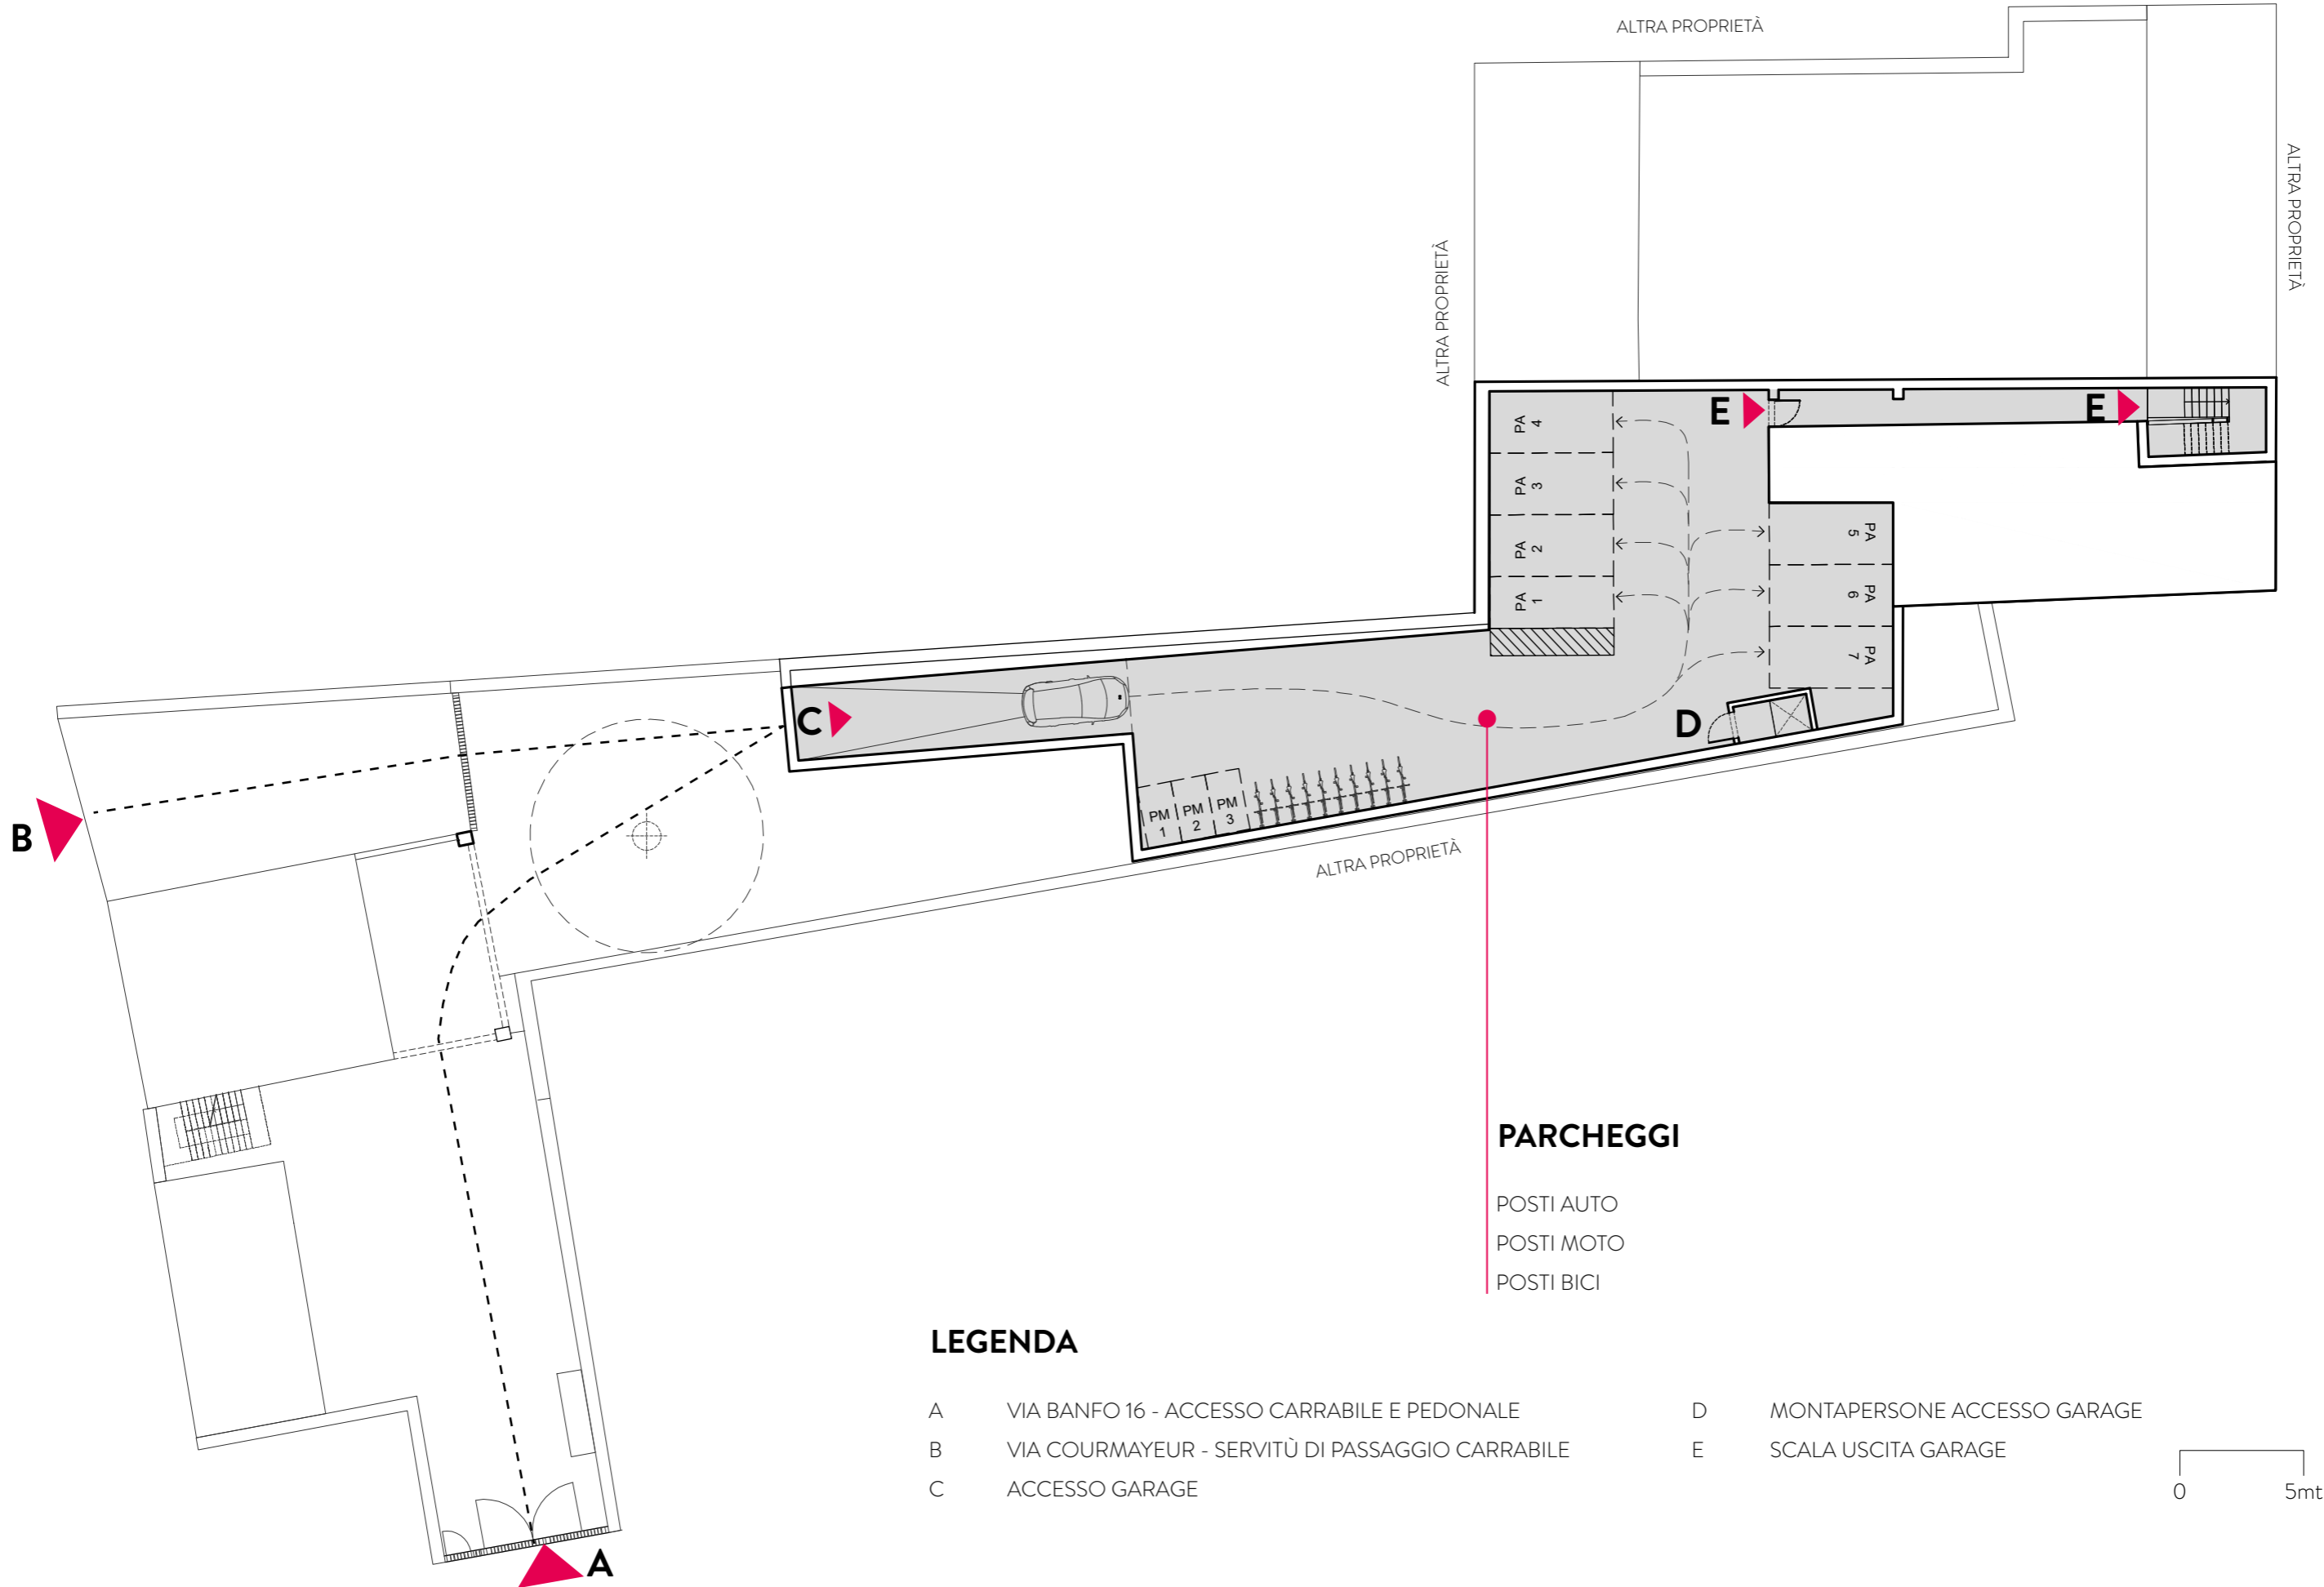 ALTRA PROPRIETÀ
ALTRA PROPRIETÀ
ALTRA PROPRIETÀ
E
E
PA 4
PA 3
PA 2
PA 1
PA 5
PA 6
PA 7
C
D
B
PM 1
PM 2
PM 3
ALTRA PROPRIETÀ
PARCHEGGI
POSTI AUTO
POSTI MOTO
POSTI BICI
LEGENDA
A VIA BANFO 16 - ACCESSO CARRABILE E PEDONALE
B VIA COURMAYEUR - SERVITÙ DI PASSAGGIO CARRABILE
C ACCESSO GARAGE
D MONTAPERSONE ACCESSO GARAGE
E SCALA USCITA GARAGE
0 5mt
A